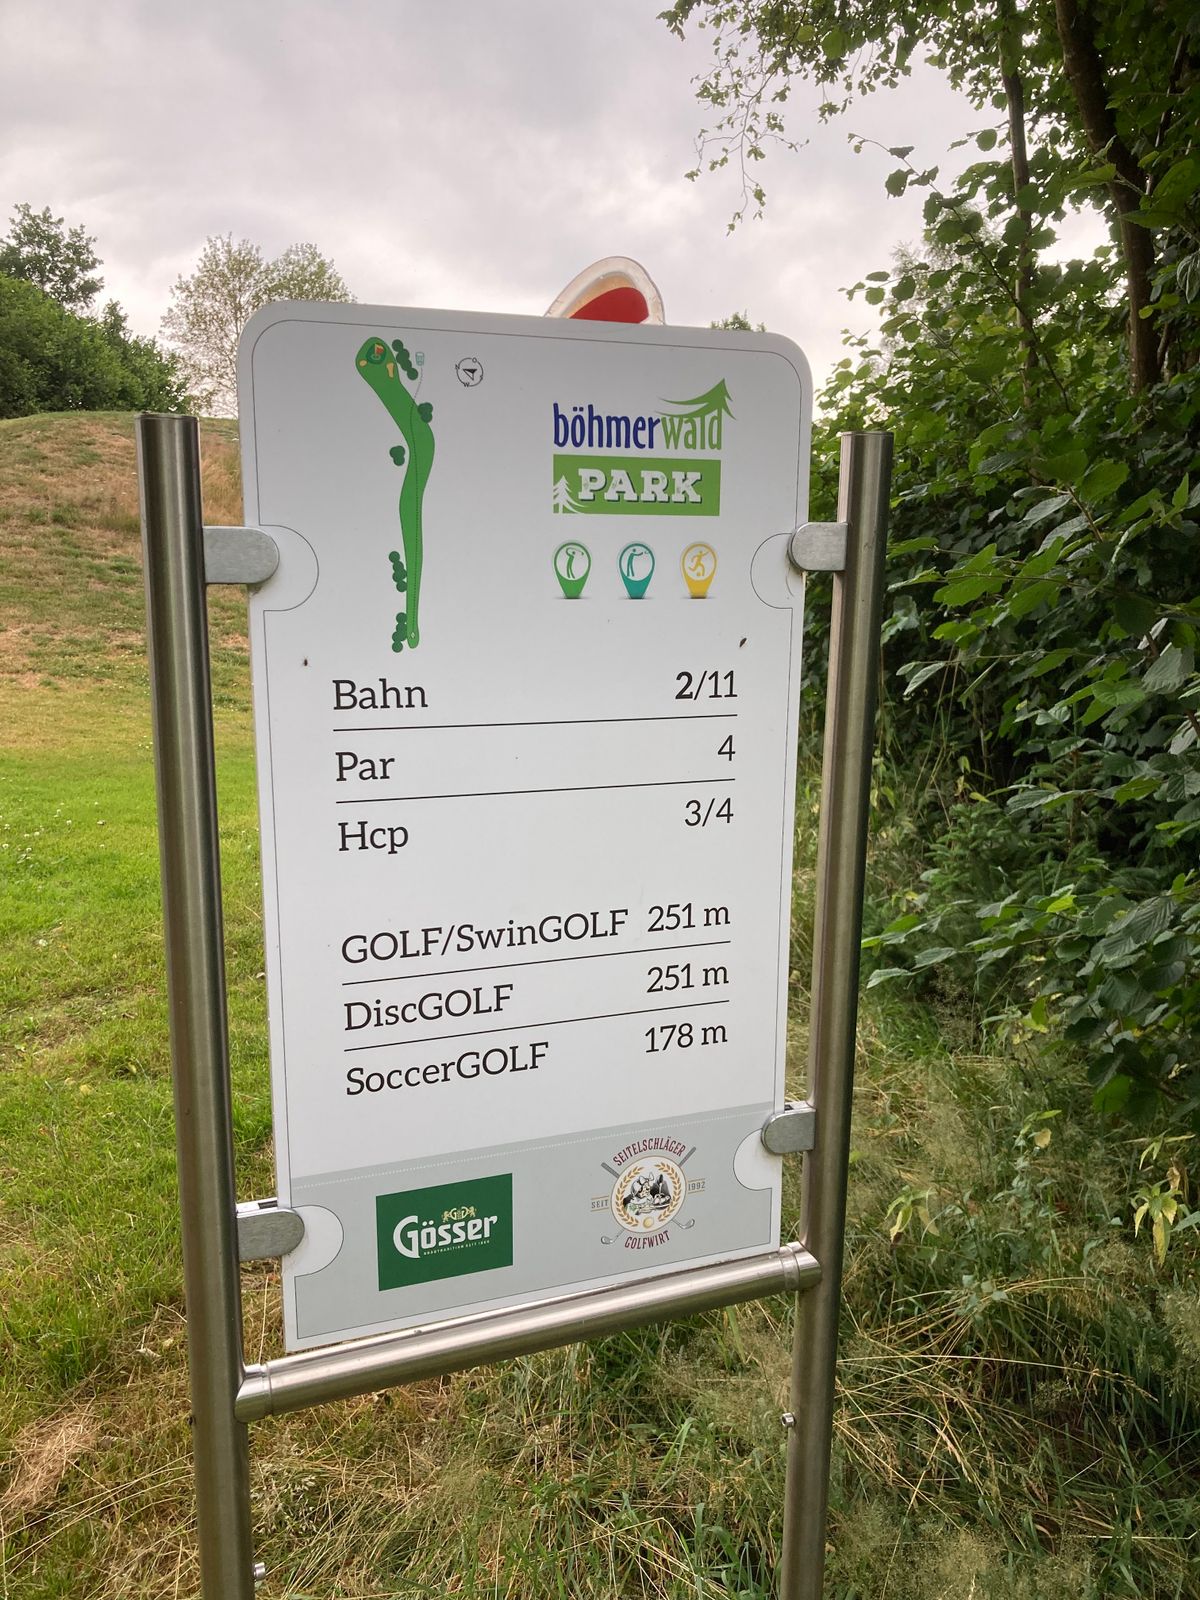 böhmerwald
PARK
Bahn 2/11
Par 4
Hcp 3/4
GOLF/SwinGOLF 251 m
DiscGOLF 251 m
SoccerGOLF 178 m
Gösser
SEITELSCHLÄGER
SEIT 1992
GOLFWIRT